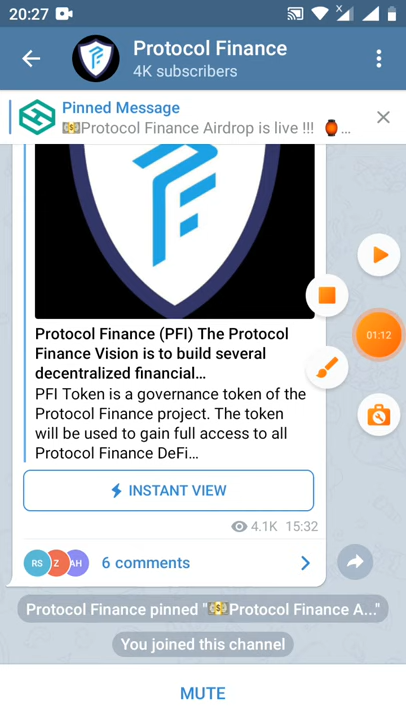 20:27
Protocol Finance
4K subscribers
Pinned Message
💵Protocol Finance Airdrop is live !!! 🏮...
Protocol Finance (PFI) The Protocol
Finance Vision is to build several
decentralized financial...
PFI Token is a governance token of the
Protocol Finance project. The token
will be used to gain full access to all
Protocol Finance DeFi...
INSTANT VIEW
4.1K 15:32
RS Z AH 6 comments
Protocol Finance pinned "💵Protocol Finance A..."
You joined this channel
MUTE
01:12